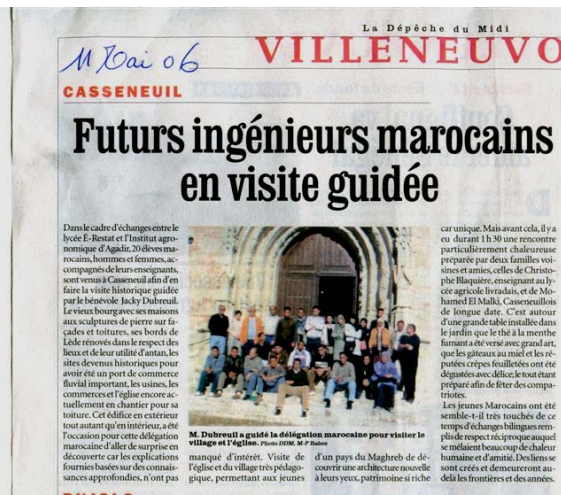 La Dépêche du Midi
VILLENEUVO
11 Mai 06
CASSENEUIL
Futurs ingénieurs marocains
en visite guidée
Dans le cadre d'échanges entre le
lycée É-Restat et l'Institut agro-
nomique d'Agadir, 20 élèves ma-
rocains, hommes et femmes, ac-
compagnés de leurs enseignants,
sont venus à Casseneuil afin d'en
faire la visite historique guidée
par le bénévole Jacky Dubreuil.
Le vieux bourg avec ses maisons
aux sculptures de pierre sur fa-
çades et toitures, ses bords de
Lède rénovés dans le respect des
lieux et de leur utilité d'antan, les
sites devenus historiques pour
avoir été un port de commerce
fluvial important, les usines, les
commerces et l'église encore ac-
tuellement en chantier pour sa
toiture. Cet édifice en extérieur
tout autant qu'en intérieur, a été
l'occasion pour cette délégation
marocaine d'aller de surprise en
découverte car les explications
fournies basées sur des connais-
sances approfondies, n'ont pas
M. Dubreuil a guidé la délégation marocaine pour visiter le
village et l'église. Photo DDM. M-P Rabez
manqué d'intérêt. Visite de
l'église et du village très pédago-
gique, permettant aux jeunes
d'un pays du Maghreb de dé-
couvrir une architecture nouvelle
à leurs yeux, patrimoine si riche
car unique. Mais avant cela, il y a
eu durant 1 h 30 une rencontre
particulièrement chaleureuse
préparée par deux familles voi-
sines et amies, celles de Christo-
phe Blaquière, enseignant au ly-
cée agricole livradais, et de Mo-
hamed El Malki, Casseneuillois
de longue date. C'est autour
d'une grande table installée dans
le jardin que le thé à la menthe
fumant a été versé avec grand art,
que les gâteaux au miel et les ré-
putées crêpes feuilletées ont été
dégustées avec délice; le tout étant
préparé afin de fêter des compa-
triotes.
Les jeunes Marocains ont été
semble-t-il très touchés de ce
temps d'échanges bilingues rem-
plis de respect réciproque auquel
se mêlaient beaucoup de chaleur
humaine et d'amitié. Des liens se
sont créés et demeureront au-
delà les frontières et des années.